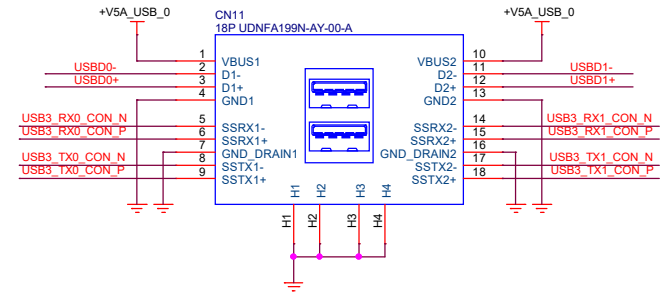 +V5A_USB_0
CN11
18P UDNFA199N-AY-00-A
+V5A_USB_0
1 VBUS1
VBUS2 10
USBD0- 2 D1-
D2- 11 USBD1-
USBD0+ 3 D1+
D2+ 12 USBD1+
4 GND1
GND2 13
USB3_RX0_CON_N 5 SSRX1-
SSRX2- 14 USB3_RX1_CON_N
USB3_RX0_CON_P 6 SSRX1+
SSRX2+ 15 USB3_RX1_CON_P
7 GND_DRAIN1
GND_DRAIN2 16
USB3_TX0_CON_N 8 SSTX1-
SSTX2- 17 USB3_TX1_CON_N
USB3_TX0_CON_P 9 SSTX1+
SSTX2+ 18 USB3_TX1_CON_P
H1 H2 H3 H4
H1 H2 H3 H4